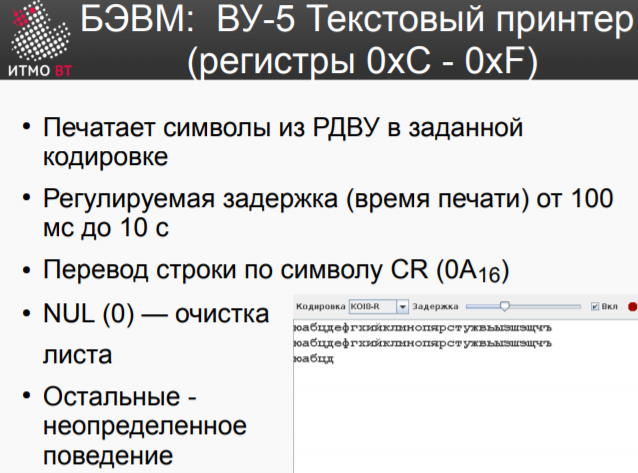 БЭВМ: ВУ-5 Текстовый принтер
(регистры 0xC - 0xF)
ИТМО ВТ
• Печатает символы из РДВУ в заданной
кодировке
• Регулируемая задержка (время печати) от 100
мс до 10 с
• Перевод строки по символу CR (0A₁₆)
• NUL (0) — очистка
листа
• Остальные -
неопределенное
поведение
Кодировка KOI8-R Задержка Вкл
юабцдефгхийклмнопярстужвьызшэщчъ
юабцдефгхийклмнопярстужвьызшэщчъ
юабцд